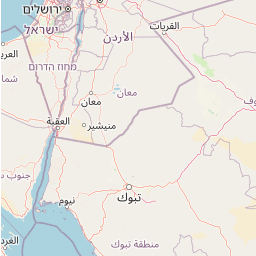 ירושלים
ישראל
الأردن
القريات
מחוז הדרום
معان
معان
منيشير
العقبة
تبوك
نيوم
منطقة تبوك